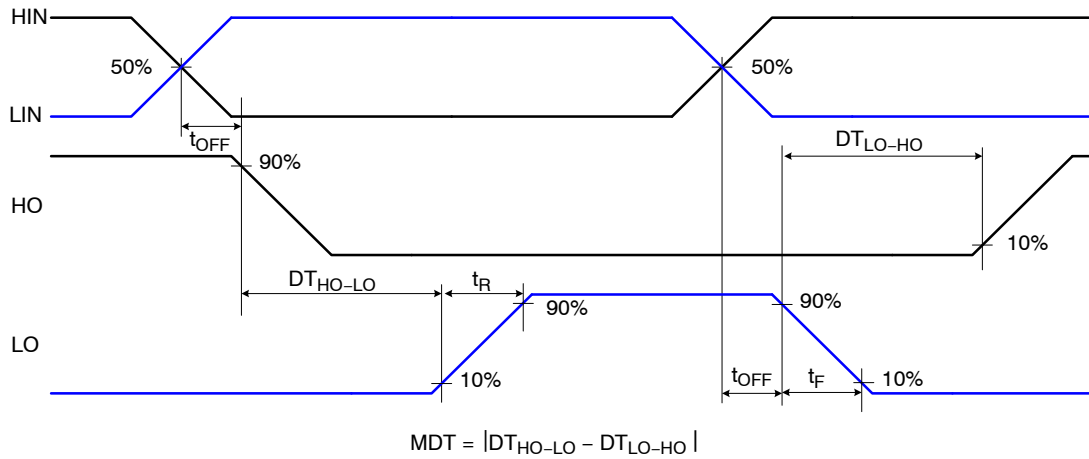 HIN
50%
50%
LIN
tOFF
DTLO–HO
90%
HO
10%
DTHO–LO
tR
90%
90%
LO
10%
tOFF
tF
10%
MDT = |DTHO–LO – DTLO–HO|